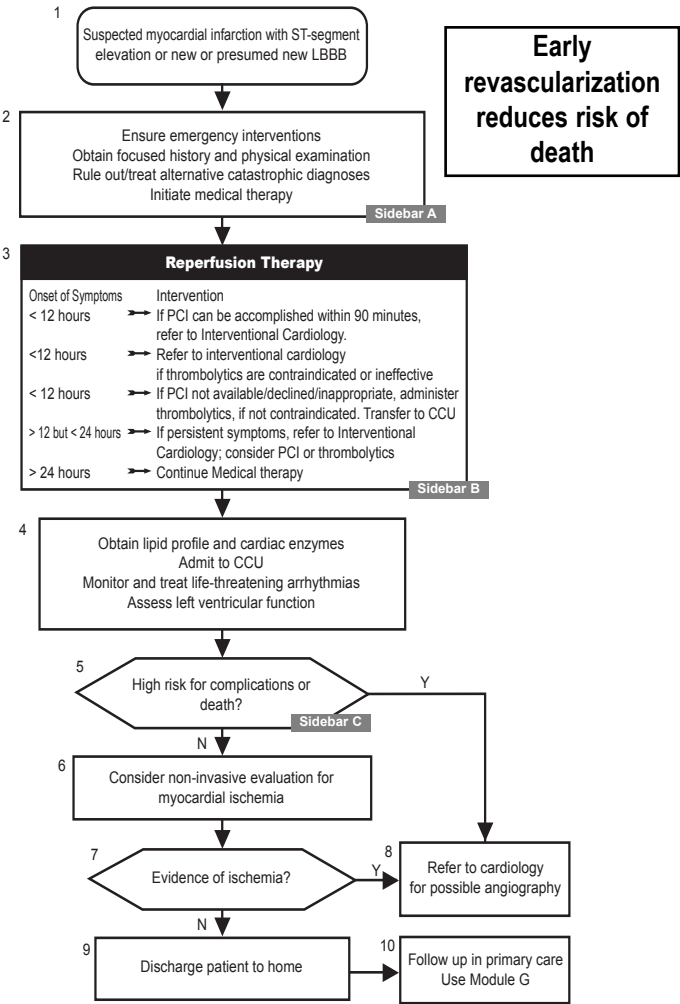 1
Suspected myocardial infarction with ST-segment
elevation or new or presumed new LBBB
Early
revascularization
reduces risk of
death
2
Ensure emergency interventions
Obtain focused history and physical examination
Rule out/treat alternative catastrophic diagnoses
Initiate medical therapy
Sidebar A
3
Reperfusion Therapy
Onset of Symptoms Intervention
< 12 hours If PCI can be accomplished within 90 minutes,
refer to Interventional Cardiology.
<12 hours Refer to interventional cardiology
if thrombolytics are contraindicated or ineffective
< 12 hours If PCI not available/declined/inappropriate, administer
thrombolytics, if not contraindicated. Transfer to CCU
> 12 but < 24 hours If persistent symptoms, refer to Interventional
Cardiology; consider PCI or thrombolytics
> 24 hours Continue Medical therapy
Sidebar B
4
Obtain lipid profile and cardiac enzymes
Admit to CCU
Monitor and treat life-threatening arrhythmias
Assess left ventricular function
5
High risk for complications or
death?
Sidebar C
Y
N
6
Consider non-invasive evaluation for
myocardial ischemia
7
Evidence of ischemia?
Y
8
Refer to cardiology
for possible angiography
N
9
Discharge patient to home
10
Follow up in primary care
Use Module G